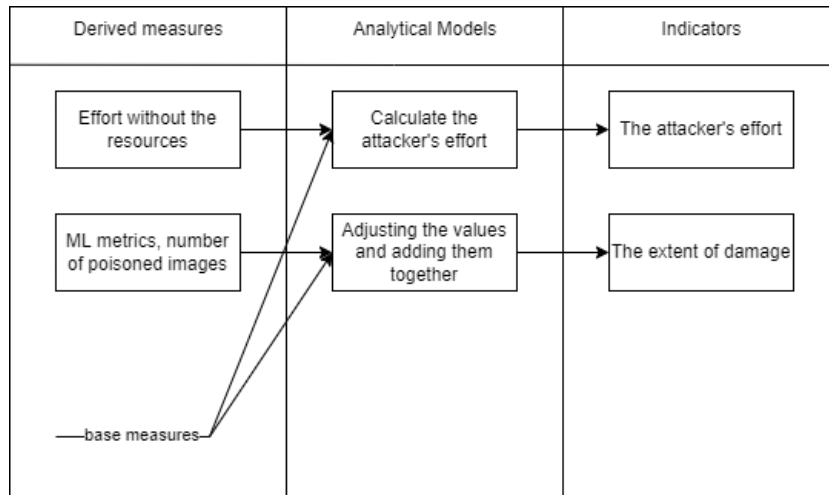 Derived measures
Analytical Models
Indicators
Effort without the
resources
Calculate the
attacker's effort
The attacker's effort
ML metrics, number
of poisoned images
Adjusting the values
and adding them
together
The extent of damage
base measures